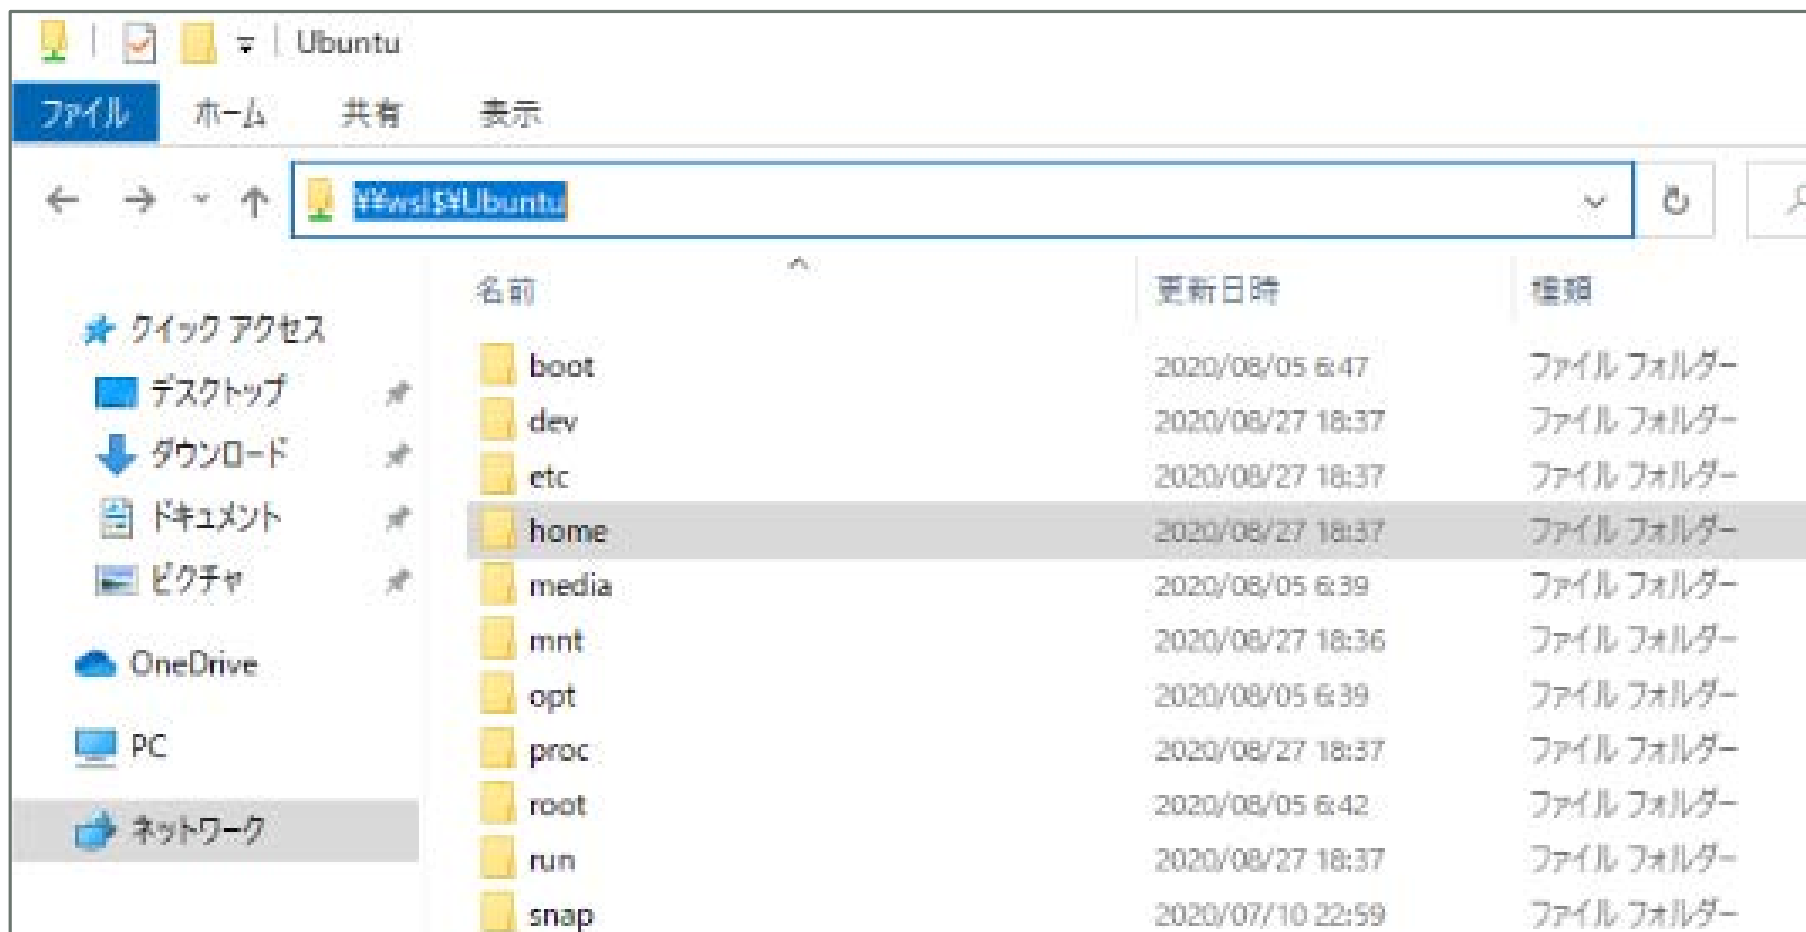 Ubuntu
ファイル ホーム 共有 表示
¥¥wsl$¥Ubuntu
名前 更新日時 種類
クイック アクセス
デスクトップ
ダウンロード
ドキュメント
ピクチャ
OneDrive
PC
ネットワーク
boot 2020/08/05 6:47 ファイル フォルダー
dev 2020/08/27 18:37 ファイル フォルダー
etc 2020/08/27 18:37 ファイル フォルダー
home 2020/08/27 18:37 ファイル フォルダー
media 2020/08/05 6:39 ファイル フォルダー
mnt 2020/08/27 18:36 ファイル フォルダー
opt 2020/08/05 6:39 ファイル フォルダー
proc 2020/08/27 18:37 ファイル フォルダー
root 2020/08/05 6:42 ファイル フォルダー
run 2020/08/27 18:37 ファイル フォルダー
snap 2020/07/10 22:59 ファイル フォルダー